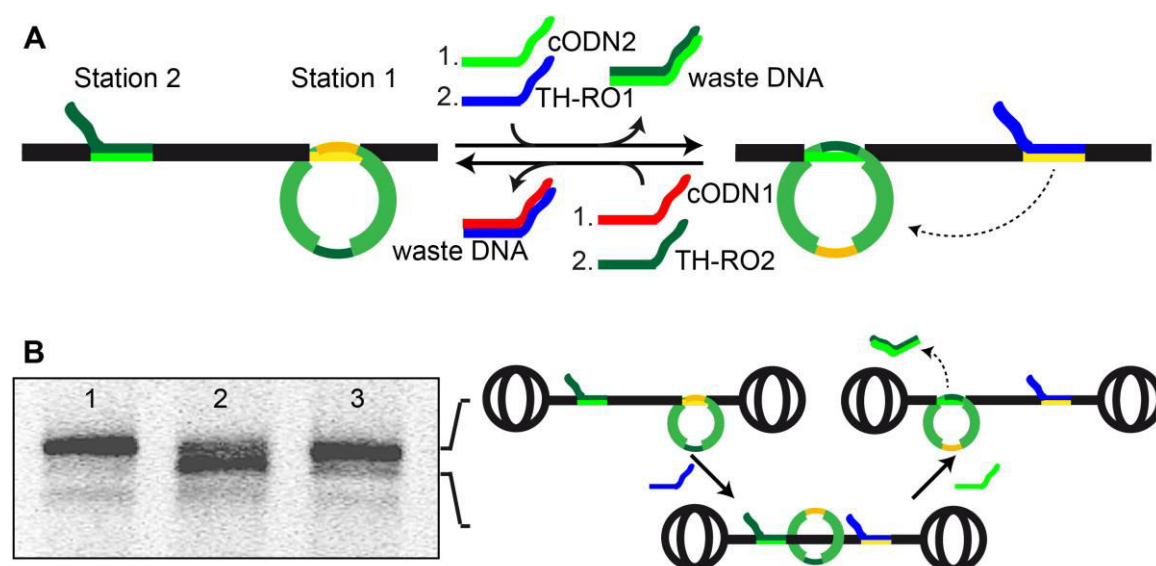 A
Station 2
Station 1
1.
cODN2
2.
TH-RO1
waste DNA
waste DNA
1.
cODN1
2.
TH-RO2
B
1 2 3